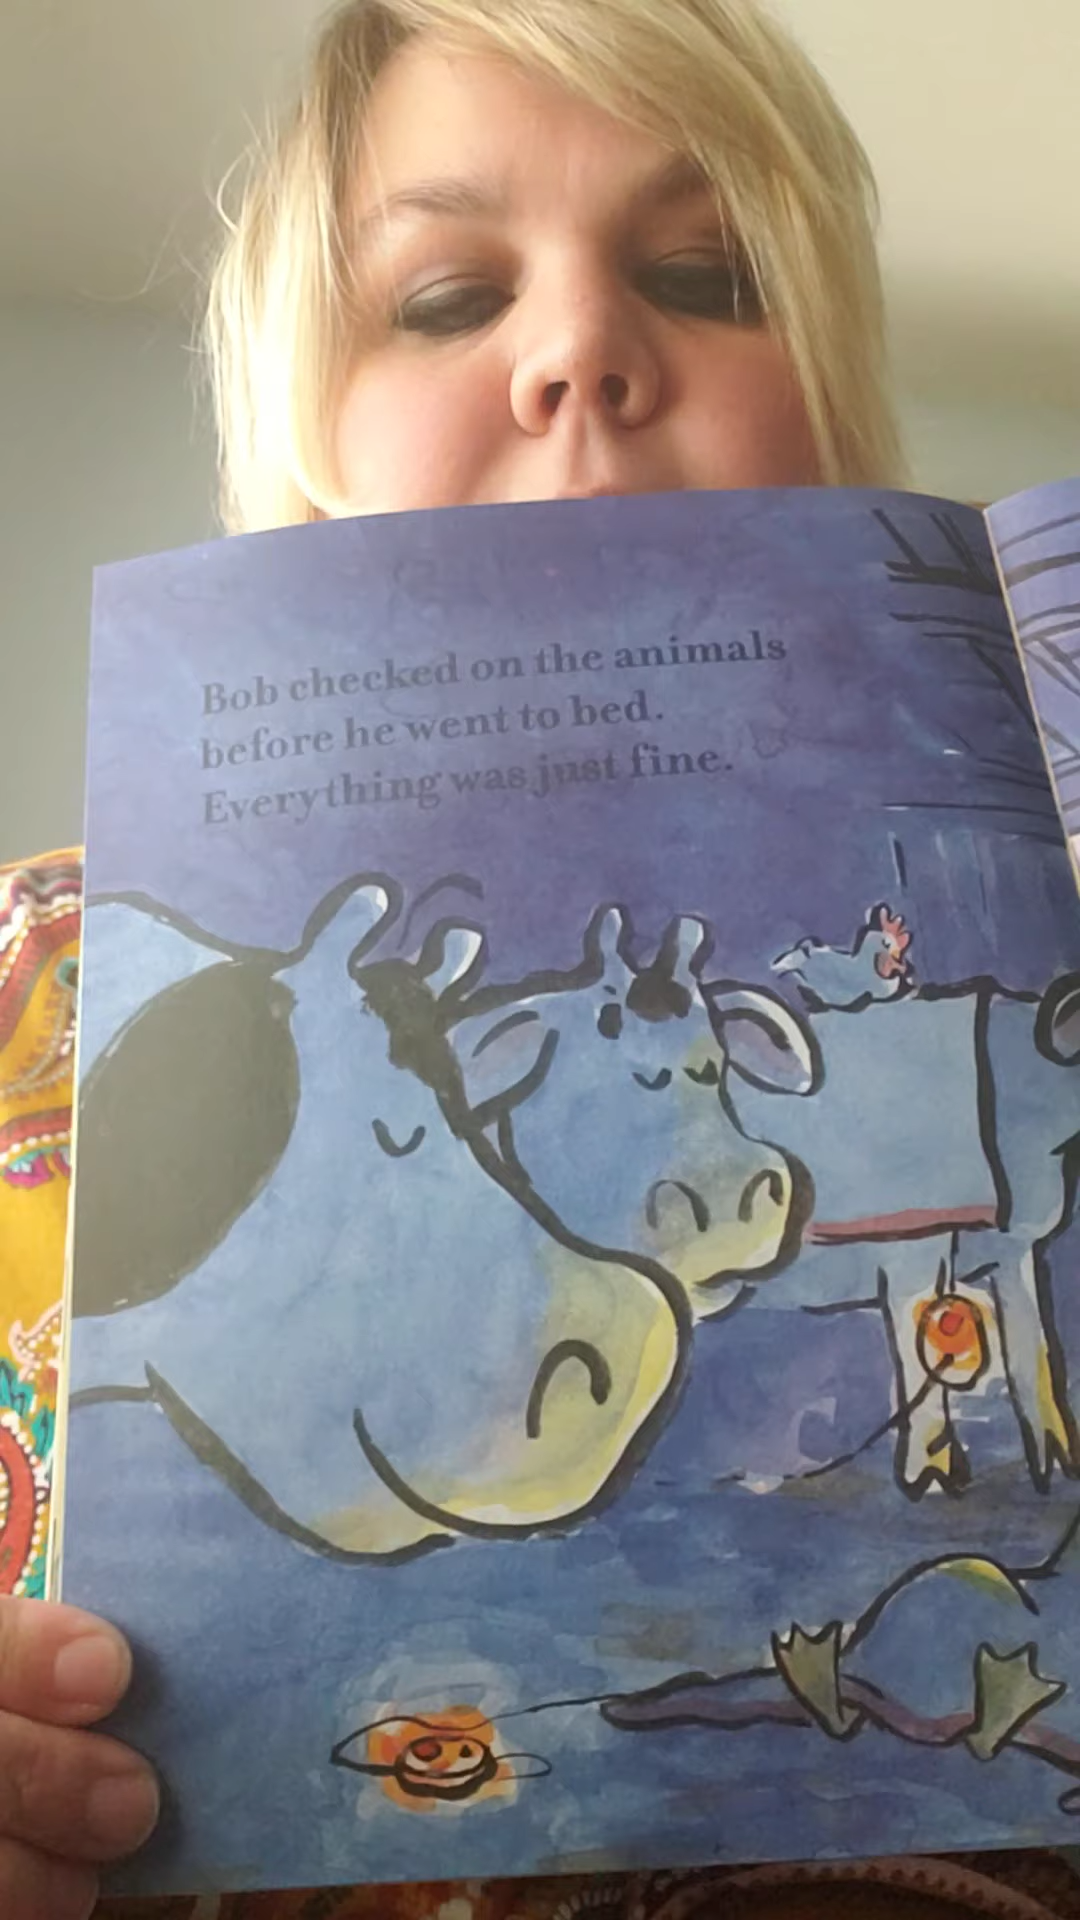 Bob checked on the animals
before he went to bed.
Everything was just fine.